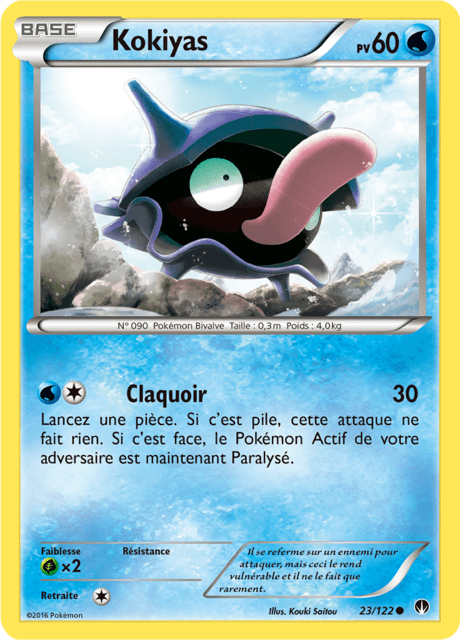 BASE
Kokiyas
PV60
N° 090 Pokémon Bivalve Taille : 0,3m Poids : 4,0kg
Claquoir 30
Lancez une pièce. Si c'est pile, cette attaque ne
fait rien. Si c'est face, le Pokémon Actif de votre
adversaire est maintenant Paralysé.
Faiblesse
×2
Résistance
Retraite
Il se referme sur un ennemi pour
attaquer, mais ceci le rend
vulnérable et il ne le fait que
rarement.
©2016 Pokémon
Illus. Kouki Saitou
23/122